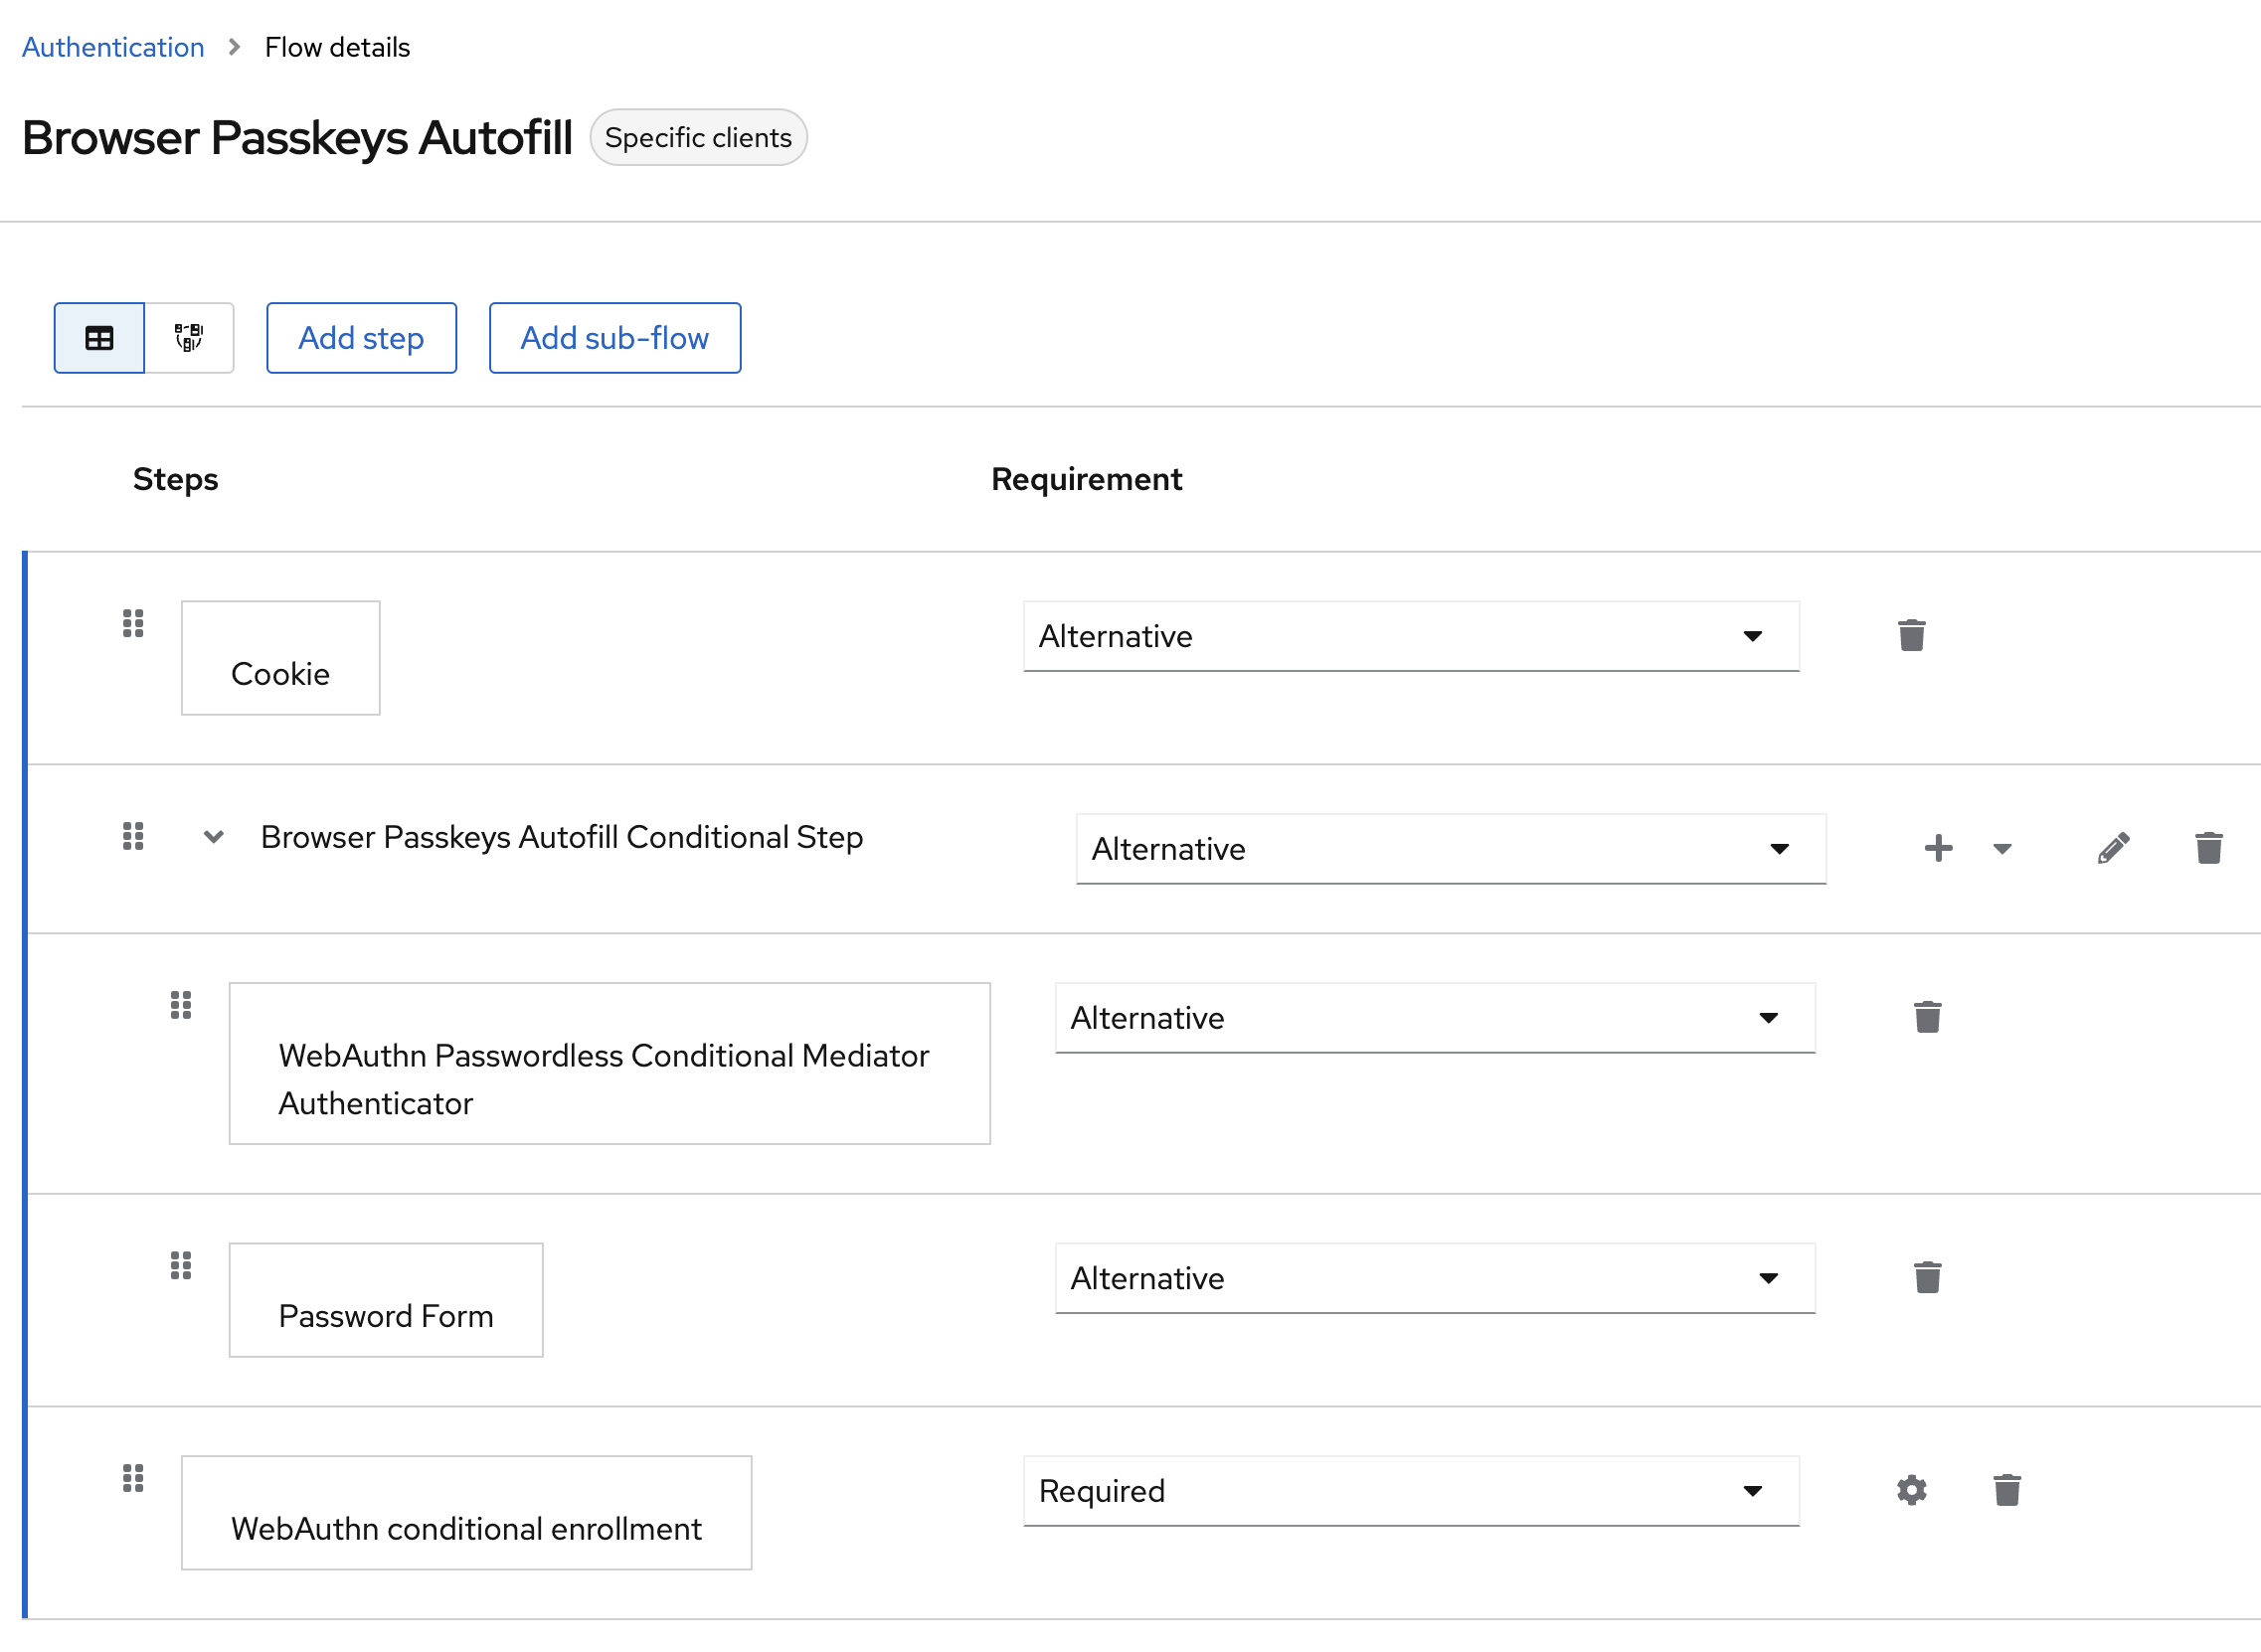 Authentication > Flow details
Browser Passkeys Autofill Specific clients
Add step Add sub-flow
Steps Requirement
Cookie Alternative
Browser Passkeys Autofill Conditional Step Alternative
WebAuthn Passwordless Conditional Mediator
Authenticator
Alternative
Password Form Alternative
WebAuthn conditional enrollment Required